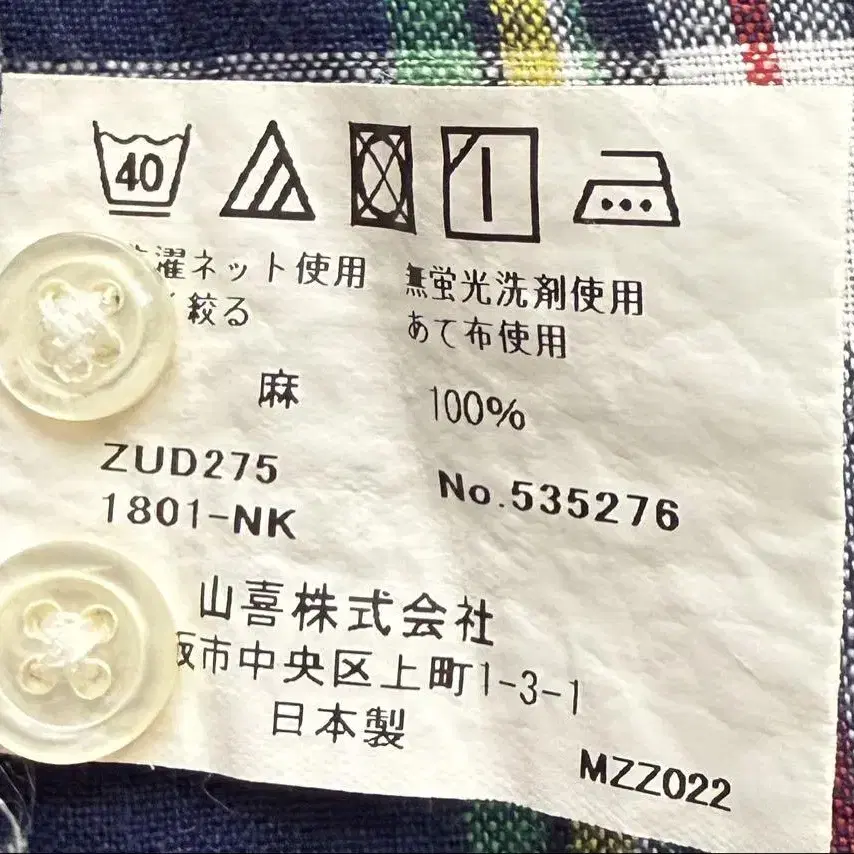 40
濯ネット使用 無蛍光洗剤使用
絞る あて布使用
麻 100%
ZUD275 No.535276
1801-NK
山喜株式会社
阪市中央区上町1-3-1
日本製
MZZ022